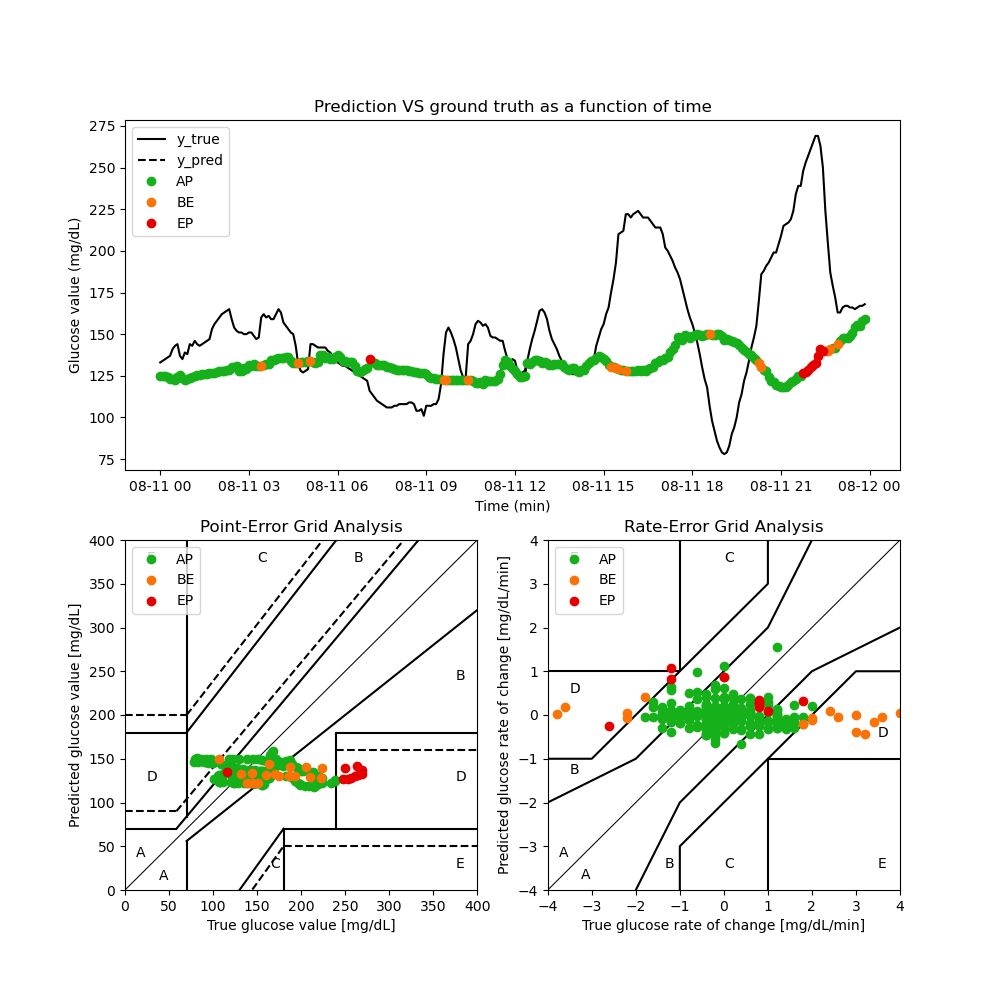 Prediction VS ground truth as a function of time
Glucose value (mg/dL)
275
250
225
200
175
150
125
100
75
y_true
y_pred
AP
BE
EP
08-11 00 08-11 03 08-11 06 08-11 09 08-11 12 08-11 15 08-11 18 08-11 21 08-12 00
Time (min)
Point-Error Grid Analysis
Predicted glucose value [mg/dL]
400
350
300
250
200
150
100
50
0
AP
BE
EP
C
B
B
D
D
A
A
C
E
0 50 100 150 200 250 300 350 400
True glucose value [mg/dL]
Rate-Error Grid Analysis
Predicted glucose rate of change [mg/dL/min]
4
3
2
1
0
−1
−2
−3
−4
AP
BE
EP
C
D
D
B
A
A
B
C
E
−4 −3 −2 −1 0 1 2 3 4
True glucose rate of change [mg/dL/min]